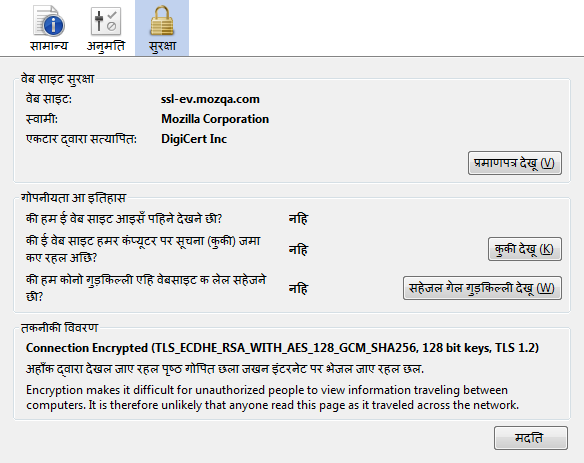 सामान्य अनुमति सुरक्षा
वेब साइट सुरक्षा
वेब साइट: ssl-ev.mozqa.com
स्वामी: Mozilla Corporation
एकटार द्वारा सत्यापित: DigiCert Inc
प्रमाणपत्र देखू (V)
गोपनीयता आ इतिहास
की हम ई वेब साइट आइसँ पहिने देखने छी? नहि
की ई वेब साइट हमर कंप्यूटर पर सूचना (कुकी) जमा
कए रहल अछि? नहि कुकी देखू (K)
की हम कोनो गुड़किल्ली एहि वेबसाइट क लेल सहेजने
छी? नहि सहेजल गेल गुड़किल्ली देखू (W)
तकनीकी विवरण
Connection Encrypted (TLS_ECDHE_RSA_WITH_AES_128_GCM_SHA256, 128 bit keys, TLS 1.2)
अहाँक द्वारा देखल जाए रहल पृष्ठ गोपित छला जखन इंटरनेट पर भेजल जाए रहल छल.
Encryption makes it difficult for unauthorized people to view information traveling between
computers. It is therefore unlikely that anyone read this page as it traveled across the network.
मदति